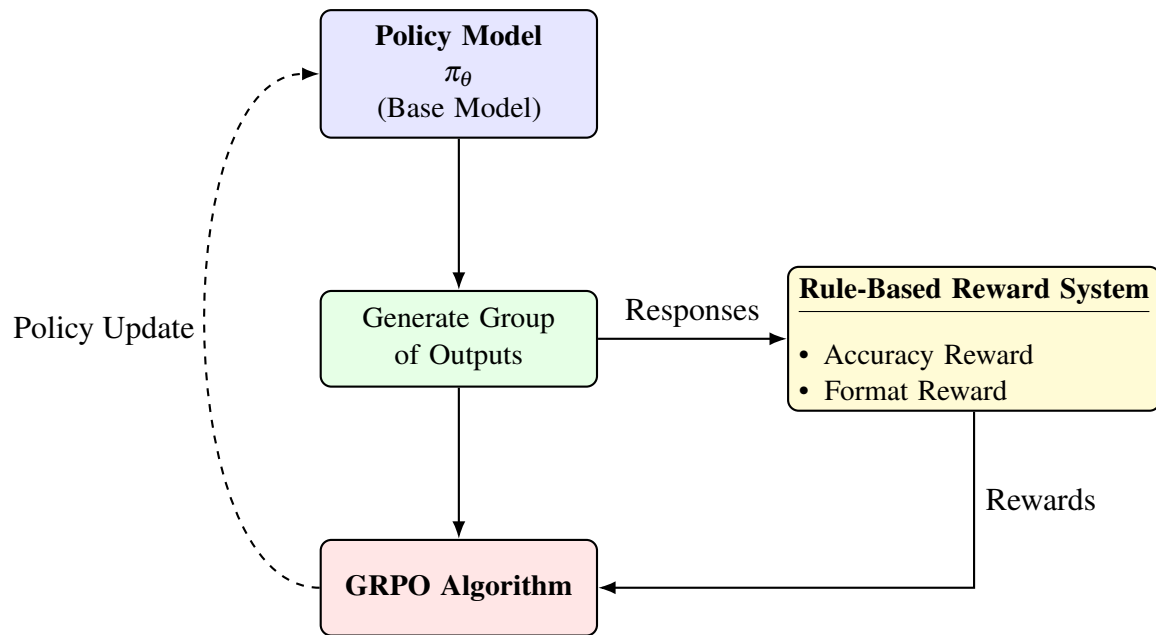 Policy Model
π_θ
(Base Model)
Generate Group
of Outputs
Responses
Rule-Based Reward System
• Accuracy Reward
• Format Reward
Policy Update
Rewards
GRPO Algorithm